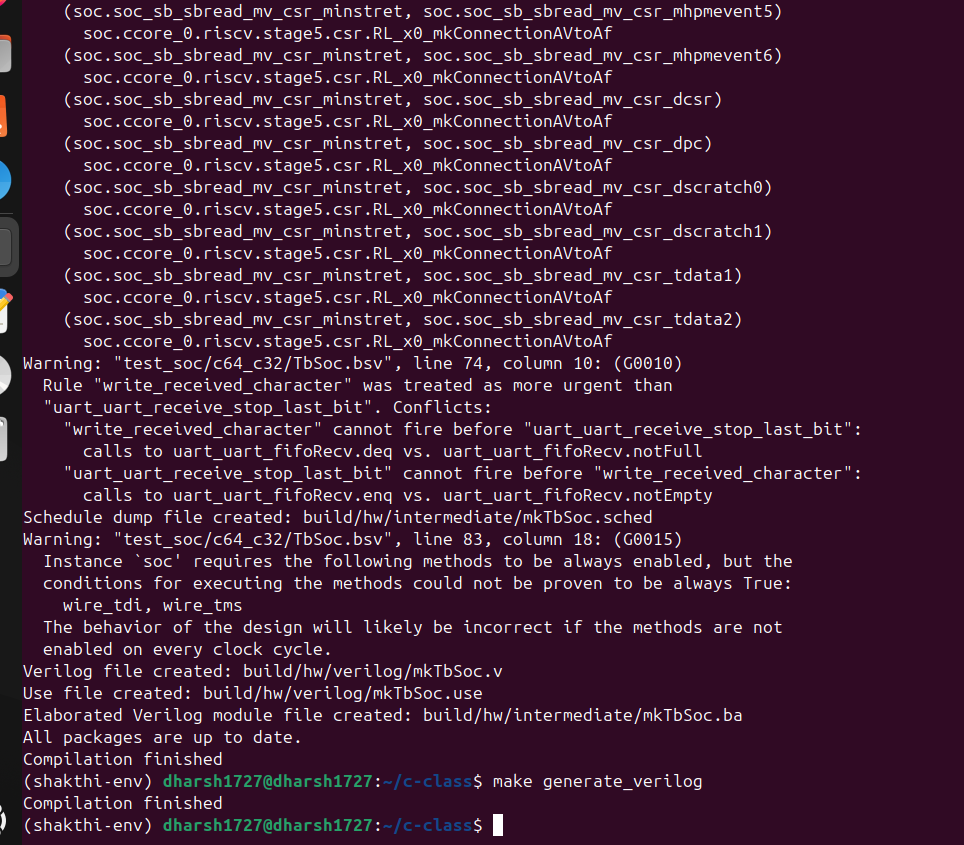 (soc.soc_sb_sbread_mv_csr_minstret, soc.soc_sb_sbread_mv_csr_mhpmevent5)
soc.ccore_0.riscv.stage5.csr.RL_x0_mkConnectionAVtoAf
(soc.soc_sb_sbread_mv_csr_minstret, soc.soc_sb_sbread_mv_csr_mhpmevent6)
soc.ccore_0.riscv.stage5.csr.RL_x0_mkConnectionAVtoAf
(soc.soc_sb_sbread_mv_csr_minstret, soc.soc_sb_sbread_mv_csr_dcsr)
soc.ccore_0.riscv.stage5.csr.RL_x0_mkConnectionAVtoAf
(soc.soc_sb_sbread_mv_csr_minstret, soc.soc_sb_sbread_mv_csr_dpc)
soc.ccore_0.riscv.stage5.csr.RL_x0_mkConnectionAVtoAf
(soc.soc_sb_sbread_mv_csr_minstret, soc.soc_sb_sbread_mv_csr_dscratch0)
soc.ccore_0.riscv.stage5.csr.RL_x0_mkConnectionAVtoAf
(soc.soc_sb_sbread_mv_csr_minstret, soc.soc_sb_sbread_mv_csr_dscratch1)
soc.ccore_0.riscv.stage5.csr.RL_x0_mkConnectionAVtoAf
(soc.soc_sb_sbread_mv_csr_minstret, soc.soc_sb_sbread_mv_csr_tdata1)
soc.ccore_0.riscv.stage5.csr.RL_x0_mkConnectionAVtoAf
(soc.soc_sb_sbread_mv_csr_minstret, soc.soc_sb_sbread_mv_csr_tdata2)
soc.ccore_0.riscv.stage5.csr.RL_x0_mkConnectionAVtoAf
Warning: "test_soc/c64_c32/TbSoc.bsv", line 74, column 10: (G0010)
Rule "write_received_character" was treated as more urgent than
"uart_uart_receive_stop_last_bit". Conflicts:
"write_received_character" cannot fire before "uart_uart_receive_stop_last_bit":
calls to uart_uart_fifoRecv.deq vs. uart_uart_fifoRecv.notFull
"uart_uart_receive_stop_last_bit" cannot fire before "write_received_character":
calls to uart_uart_fifoRecv.enq vs. uart_uart_fifoRecv.notEmpty
Schedule dump file created: build/hw/intermediate/mkTbSoc.sched
Warning: "test_soc/c64_c32/TbSoc.bsv", line 83, column 18: (G0015)
Instance `soc' requires the following methods to be always enabled, but the
conditions for executing the methods could not be proven to be always True:
wire_tdi, wire_tms
The behavior of the design will likely be incorrect if the methods are not
enabled on every clock cycle.
Verilog file created: build/hw/verilog/mkTbSoc.v
Use file created: build/hw/verilog/mkTbSoc.use
Elaborated Verilog module file created: build/hw/intermediate/mkTbSoc.ba
All packages are up to date.
Compilation finished
(shakthi-env) dharsh1727@dharsh1727:~/c-class$ make generate_verilog
Compilation finished
(shakthi-env) dharsh1727@dharsh1727:~/c-class$